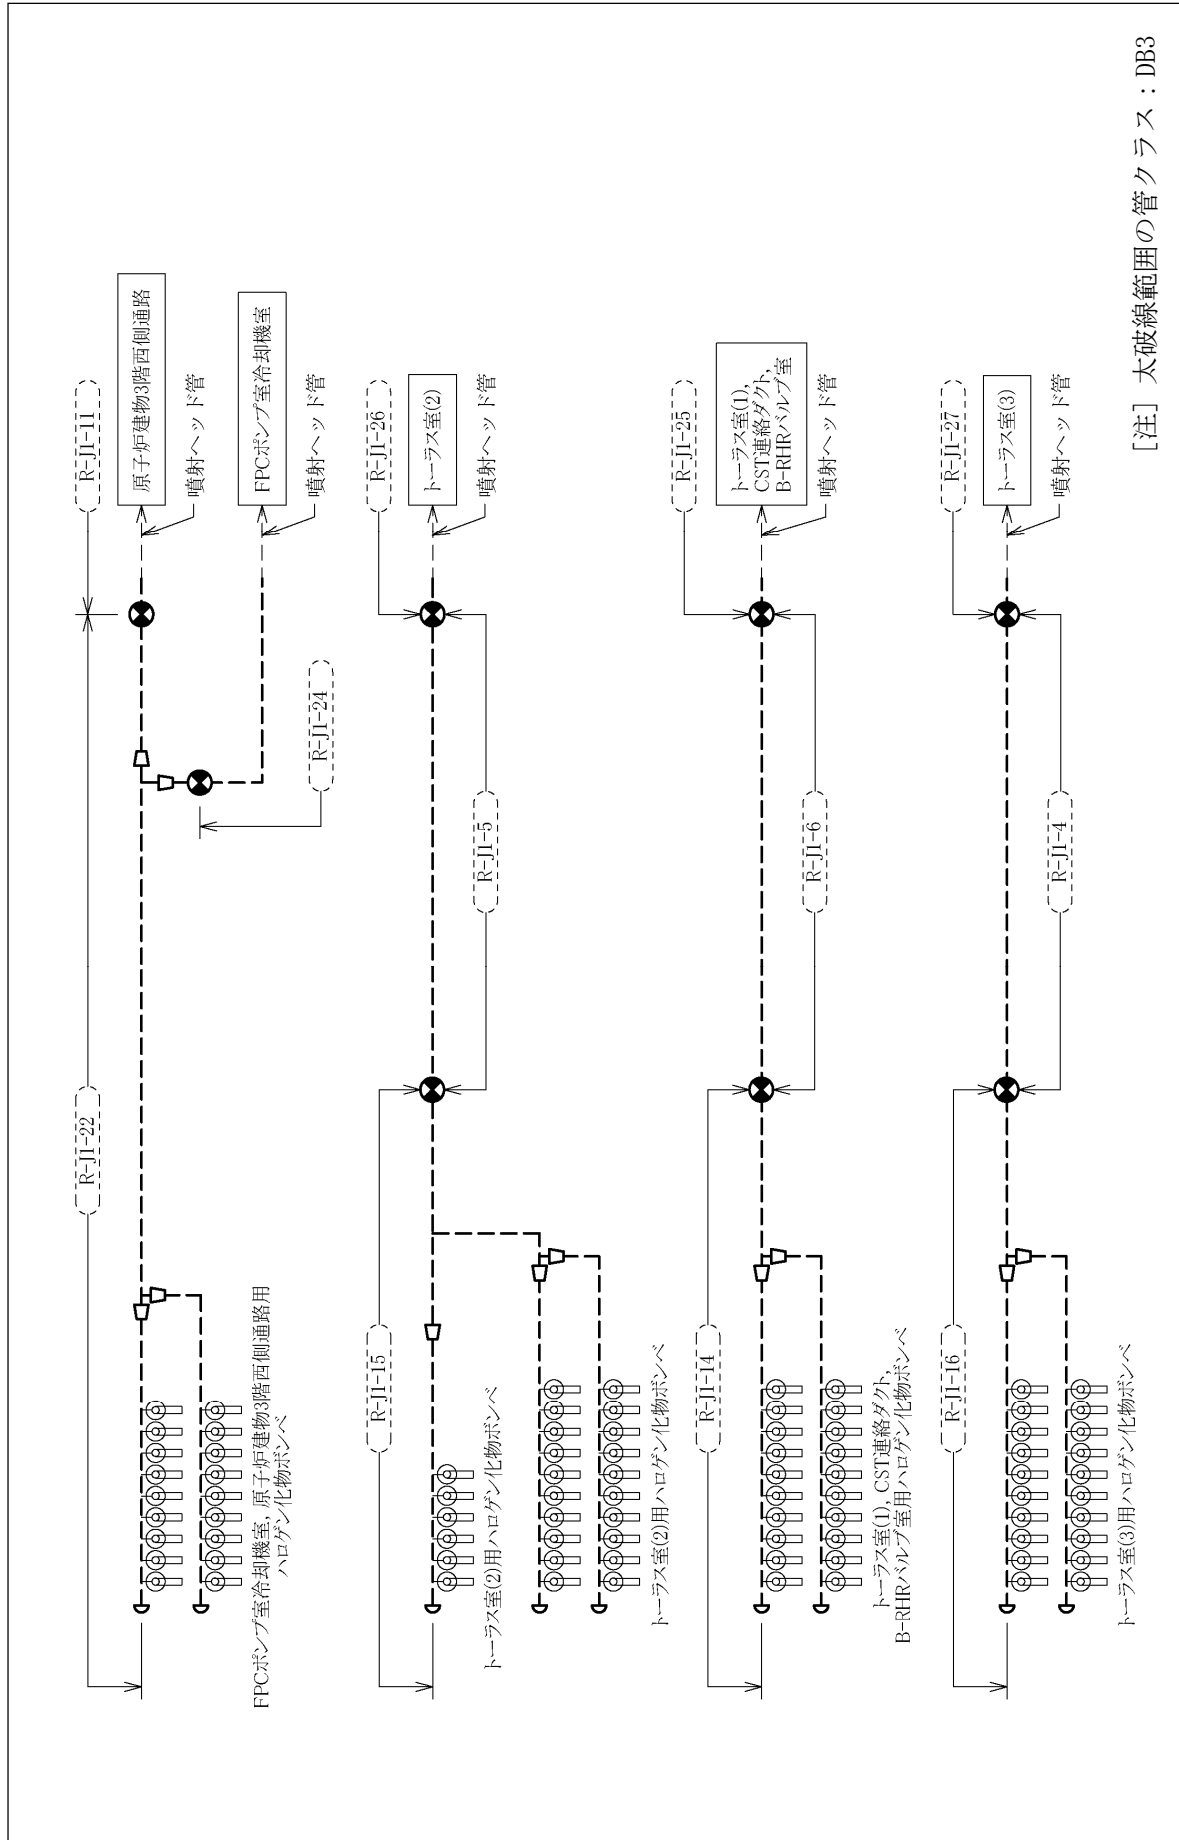 R-J1-22
R-J1-11
原子炉建物3階西側通路
噴射ヘッド管
FPCポンプ室冷却機室
噴射ヘッド管
R-J1-24
FPCポンプ室冷却機室, 原子炉建物3階西側通路用
ハロゲン化物ボンベ
R-J1-15
R-J1-26
トーラス室(2)
噴射ヘッド管
R-J1-5
トーラス室(2)用ハロゲン化物ボンベ
トーラス室(2)用ハロゲン化物ボンベ
R-J1-14
R-J1-25
トーラス室(1),
CST連絡ダクト,
B-RHRバルブ室
噴射ヘッド管
R-J1-6
トーラス室(1), CST連絡ダクト,
B-RHRバルブ室用ハロゲン化物ボンベ
R-J1-16
R-J1-27
トーラス室(3)
噴射ヘッド管
R-J1-4
トーラス室(3)用ハロゲン化物ボンベ
[注] 太破線範囲の管クラス：DB3